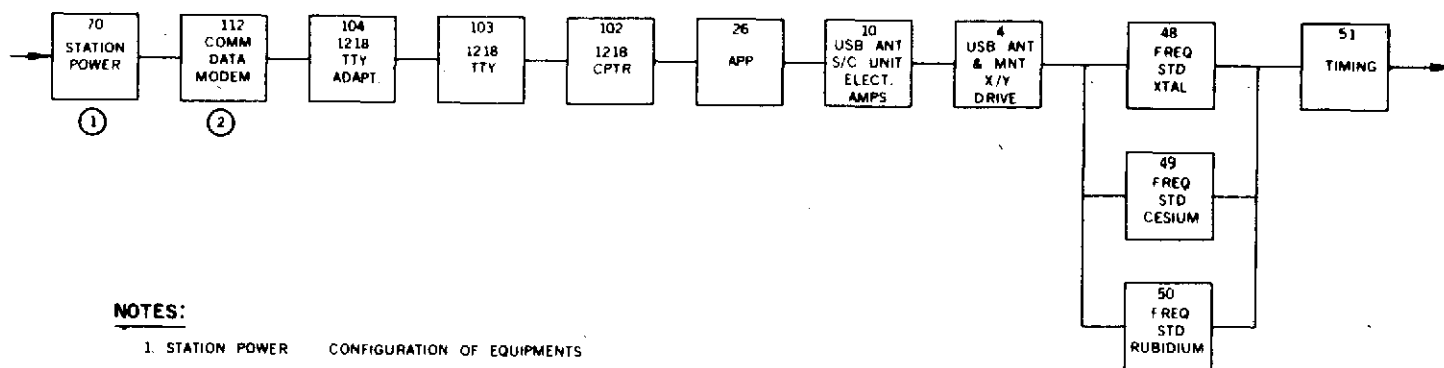 70
STATION
POWER
1
112
COMM
DATA
MODEM
2
104
1218
TTY
ADAPT.
103
1218
TTY
102
1218
CPTR
26
APP
10
USB ANT
S/C UNIT
ELECT.
AMPS
4
USB ANT
& MNT
X/Y
DRIVE
48
FREQ
STD
XTAL
49
FREQ
STD
CESIUM
50
FREQ
STD
RUBIDIUM
51
TIMING
NOTES:
1. STATION POWER CONFIGURATION OF EQUIPMENTS